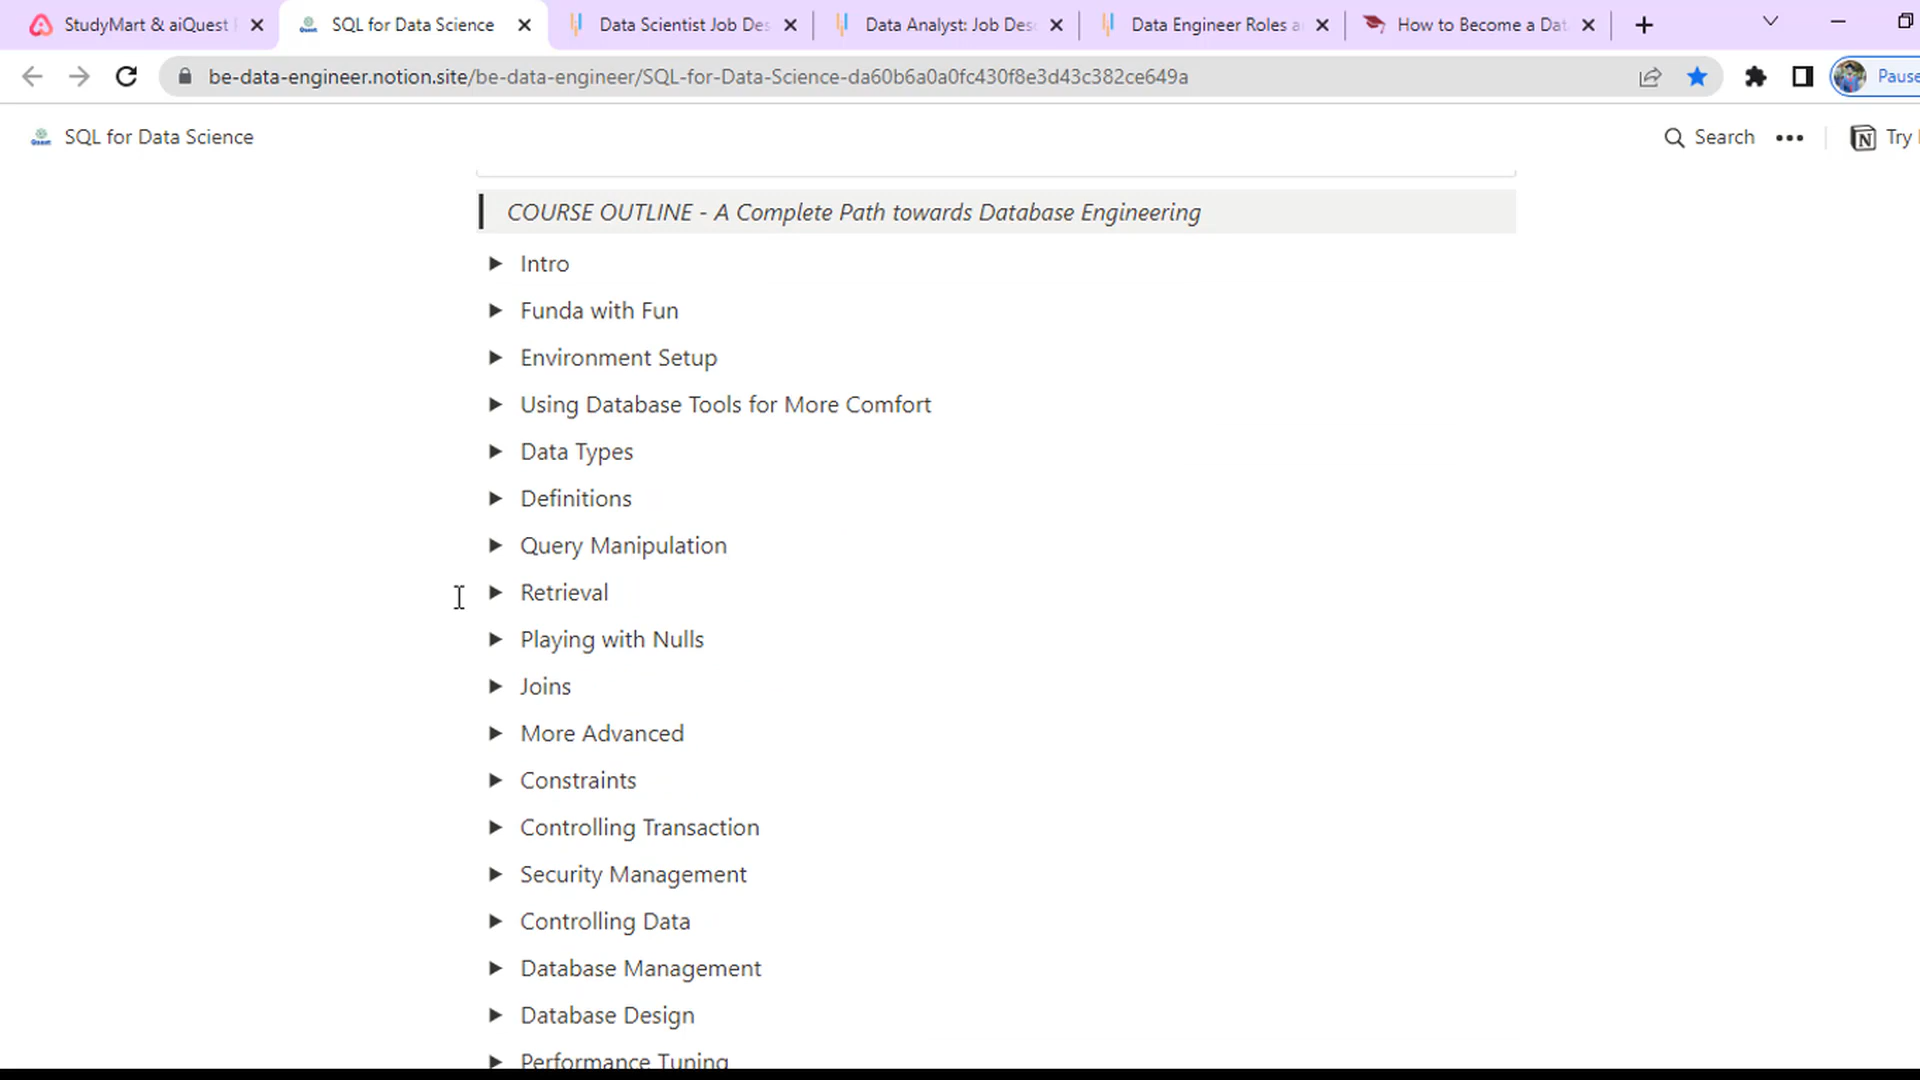 StudyMart & aiQuest
SQL for Data Science
Data Scientist Job Des
Data Analyst: Job Desc
Data Engineer Roles a
How to Become a Dat
be-data-engineer.notion.site/be-data-engineer/SQL-for-Data-Science-da60b6a0a0fc430f8e3d43c382ce649a
Pause
SQL for Data Science
Search
Try
COURSE OUTLINE - A Complete Path towards Database Engineering
Intro
Funda with Fun
Environment Setup
Using Database Tools for More Comfort
Data Types
Definitions
Query Manipulation
Retrieval
Playing with Nulls
Joins
More Advanced
Constraints
Controlling Transaction
Security Management
Controlling Data
Database Management
Database Design
Performance Tuning